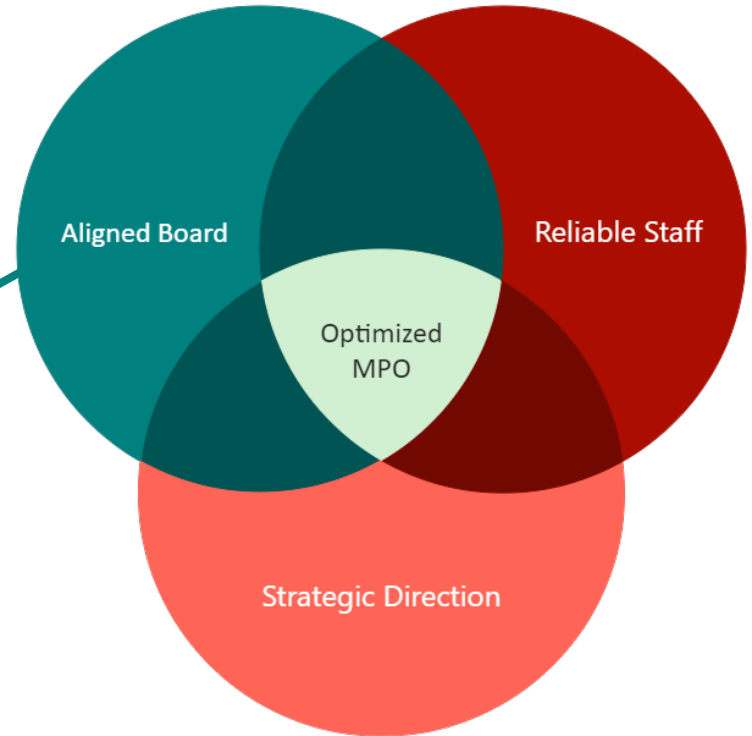 Aligned Board
Reliable Staff
Optimized
MPO
Strategic Direction